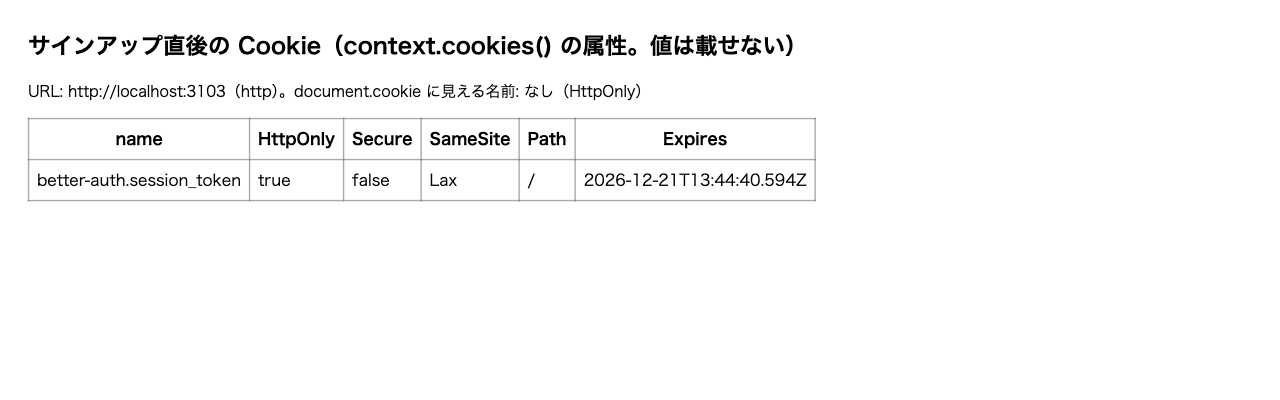 サインアップ直後の Cookie（context.cookies() の属性。値は載せない）
URL: http://localhost:3103（http）。document.cookie に見える名前: なし（HttpOnly）
name HttpOnly Secure SameSite Path Expires
better-auth.session_token true false Lax / 2026-12-21T13:44:40.594Z